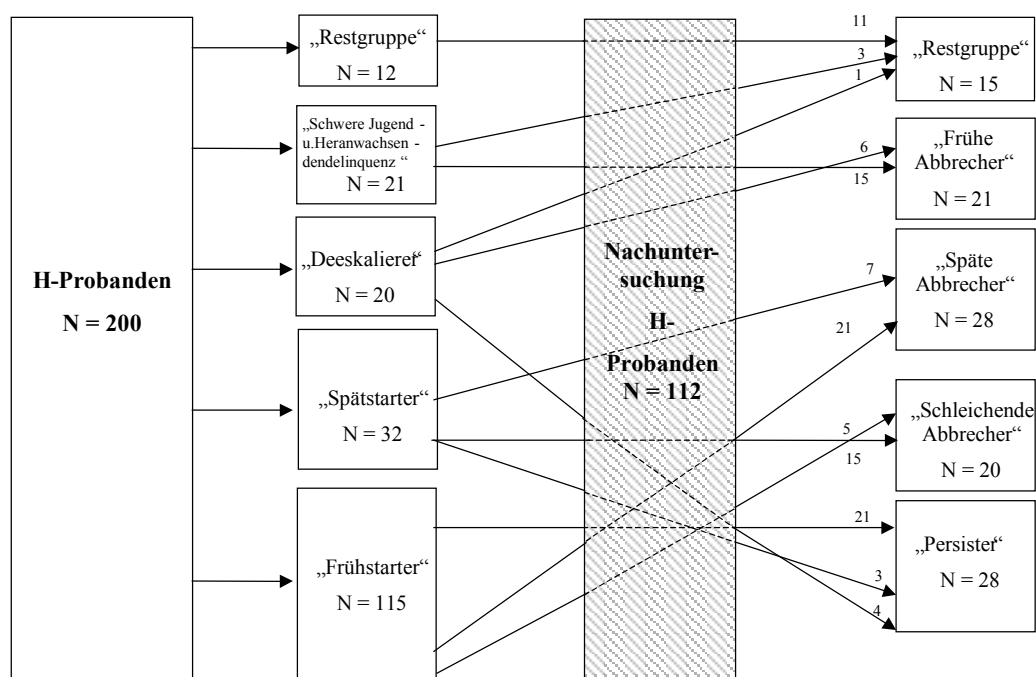 H-Probanden
N = 200
„Restgruppe“
N = 12
„Schwere Jugend -
u.Heranwachsen -
dendelinquenz “
N = 21
„Deeskalierer“
N = 20
„Spätstarter“
N = 32
„Frühstarter“
N = 115
Nachunter-
suchung
H-
Probanden
N = 112
11
3
1
6
15
7
21
5
15
21
3
4
„Restgruppe“
N = 15
„Frühe
Abbrecher“
N = 21
„Späte
Abbrecher“
N = 28
„Schleichende
Abbrecher“
N = 20
„Persister“
N = 28